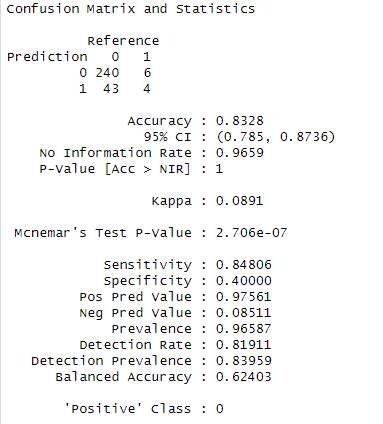 Confusion Matrix and Statistics
Reference
Prediction 0 1
0 240 6
1 43 4
Accuracy : 0.8328
95% CI : (0.785, 0.8736)
No Information Rate : 0.9659
P-Value [Acc > NIR] : 1
Kappa : 0.0891
Mcnemar's Test P-Value : 2.706e-07
Sensitivity : 0.84806
Specificity : 0.40000
Pos Pred Value : 0.97561
Neg Pred Value : 0.08511
Prevalence : 0.96587
Detection Rate : 0.81911
Detection Prevalence : 0.83959
Balanced Accuracy : 0.62403
'Positive' Class : 0